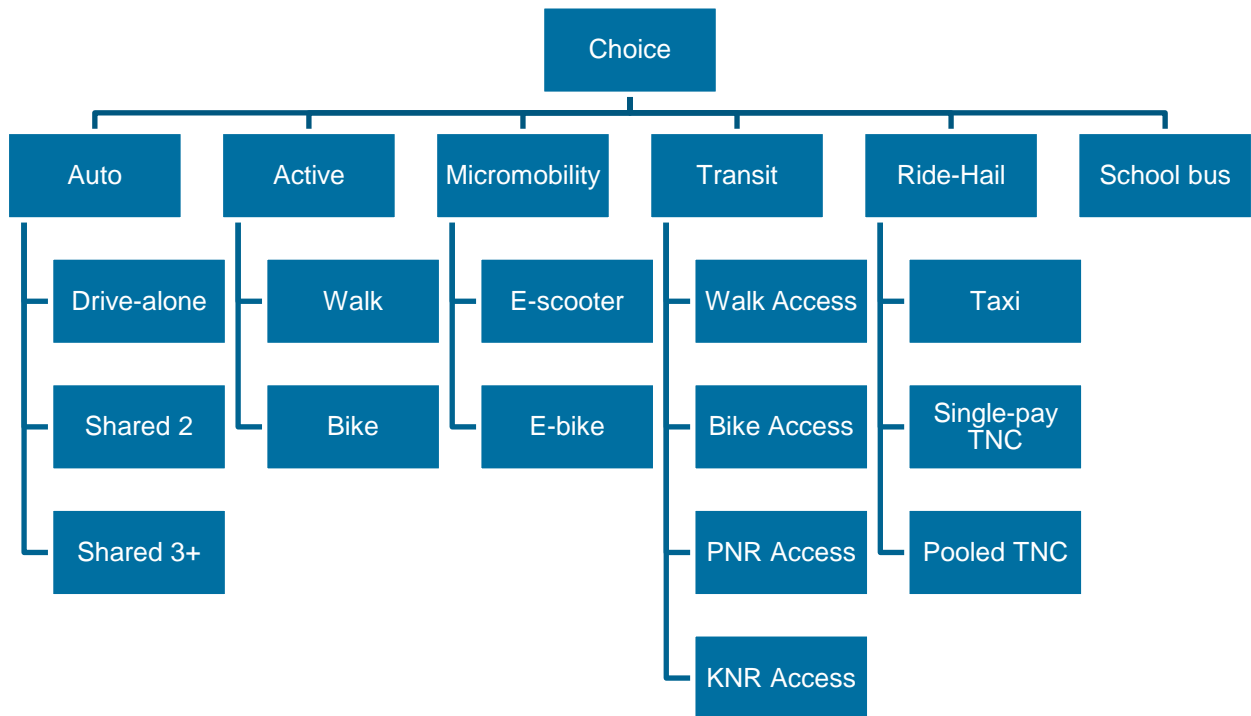 Choice
Auto
Active
Micromobility
Transit
Ride-Hail
School bus
Drive-alone
Walk
E-scooter
Walk Access
Taxi
Shared 2
Bike
E-bike
Bike Access
Single-pay
TNC
Shared 3+
PNR Access
Pooled TNC
KNR Access